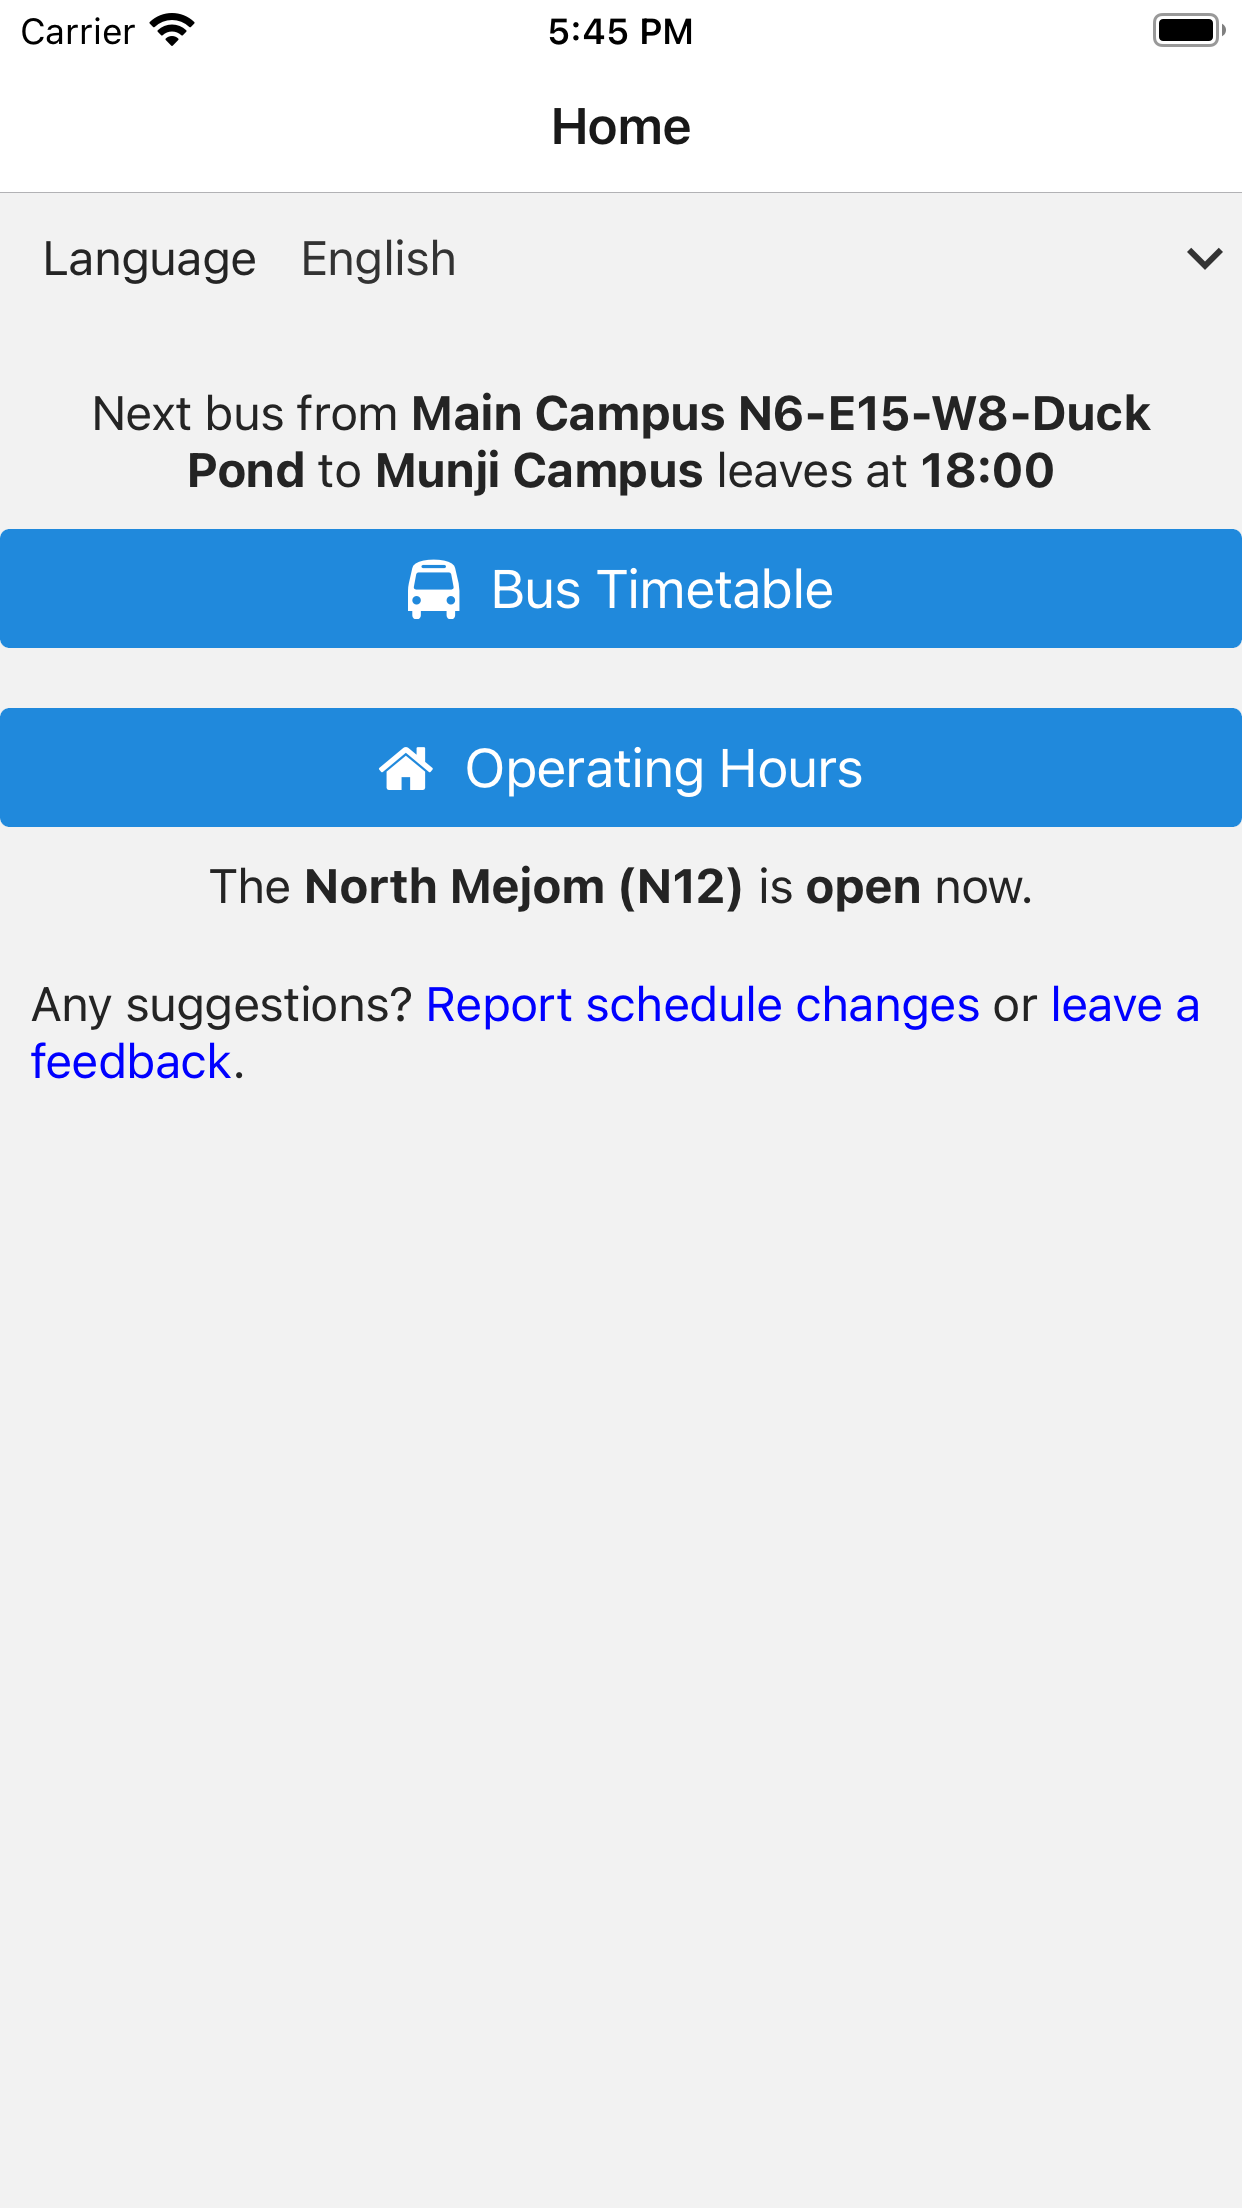 Carrier 5:45 PM
Home
Language English
Next bus from Main Campus N6-E15-W8-Duck
Pond to Munji Campus leaves at 18:00
Bus Timetable
Operating Hours
The North Mejom (N12) is open now.
Any suggestions? Report schedule changes or leave a
feedback.